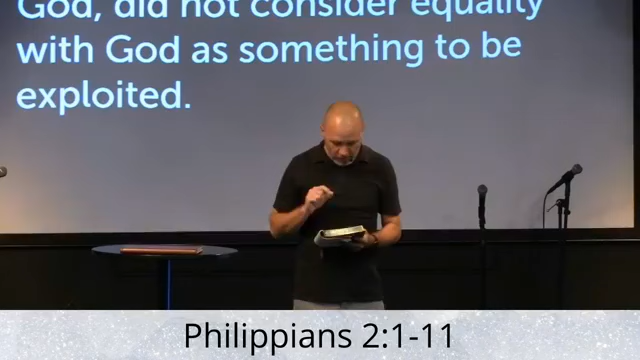 God, did not consider equality
with God as something to be
exploited.
Philippians 2:1-11